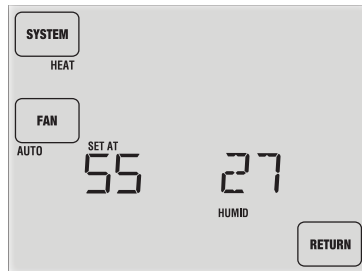 SYSTEM
HEAT
FAN
AUTO
SET AT
55 27
HUMID
RETURN